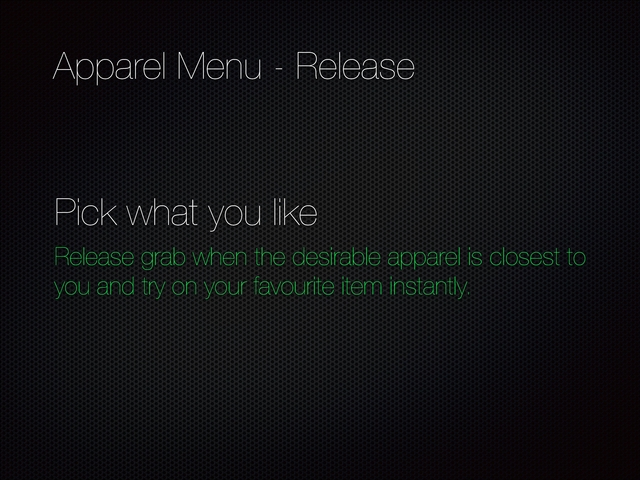 Apparel Menu - Release
Pick what you like
Release grab when the desirable apparel is closest to
you and try on your favourite item instantly.